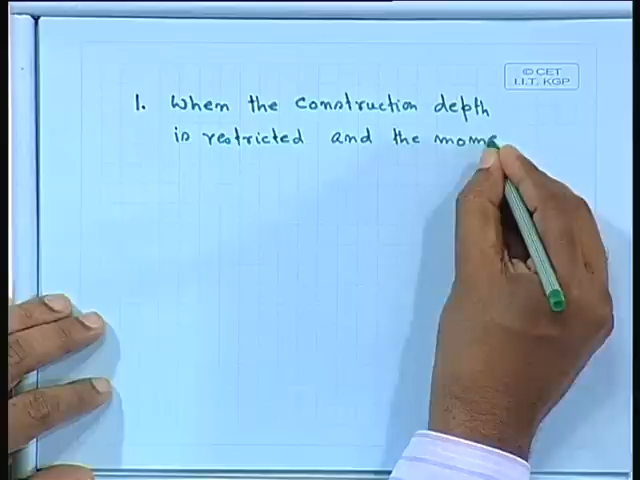 © CET
I.I.T. KGP
1. When the construction depth
is restricted and the mome